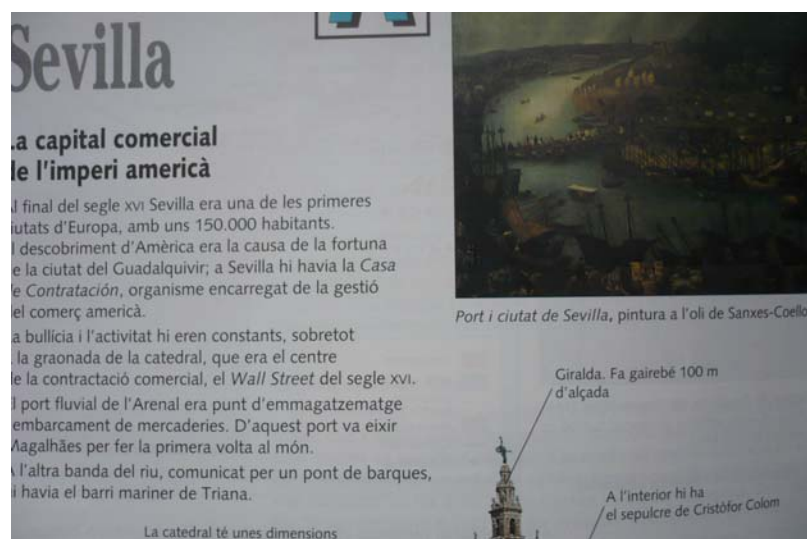 Sevilla
a capital comercial
e l'imperi americà
l final del segle XVI Sevilla era una de les primeres
iutats d'Europa, amb uns 150.000 habitants.
l descobriment d'Amèrica era la causa de la fortuna
e la ciutat del Guadalquivir; a Sevilla hi havia la Casa
e Contratación, organisme encarregat de la gestió
el comerç americà.
a bullícia i l'activitat hi eren constants, sobretot
la graonada de la catedral, que era el centre
e la contractació comercial, el Wall Street del segle XVI.
l port fluvial de l'Arenal era punt d'emmagatzematge
embarcament de mercaderies. D'aquest port va eixir
Magalhães per fer la primera volta al món.
l'altra banda del riu, comunicat per un pont de barques,
i havia el barri mariner de Triana.
La catedral té unes dimensions
Port i ciutat de Sevilla, pintura a l'oli de Sanxes-Coello
Giralda. Fa gairebé 100 m
d'alçada
A l'interior hi ha
el sepulcre de Cristòfor Colom